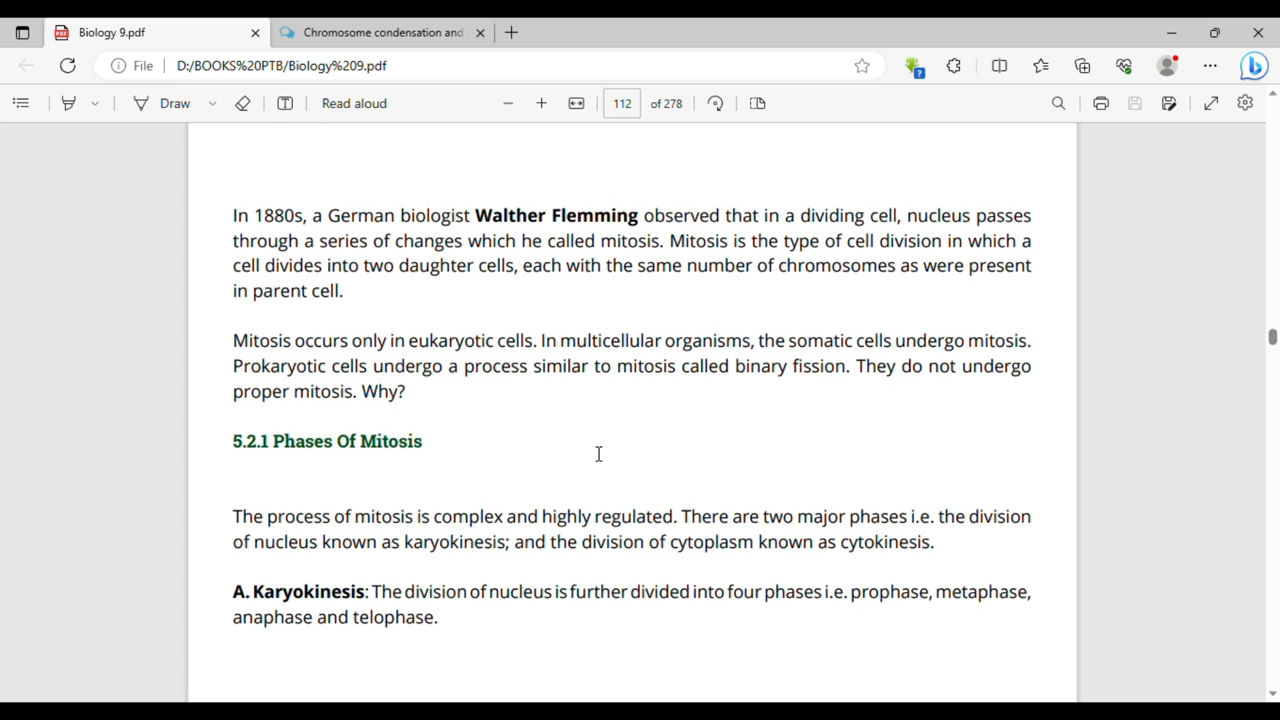 Biology 9.pdf
Chromosome condensation and
File
D:/BOOKS%20PTB/Biology%209.pdf
Draw
Read aloud
112
of 278
In 1880s, a German biologist Walther Flemming observed that in a dividing cell, nucleus passes
through a series of changes which he called mitosis. Mitosis is the type of cell division in which a
cell divides into two daughter cells, each with the same number of chromosomes as were present
in parent cell.
Mitosis occurs only in eukaryotic cells. In multicellular organisms, the somatic cells undergo mitosis.
Prokaryotic cells undergo a process similar to mitosis called binary fission. They do not undergo
proper mitosis. Why?
5.2.1 Phases Of Mitosis
The process of mitosis is complex and highly regulated. There are two major phases i.e. the division
of nucleus known as karyokinesis; and the division of cytoplasm known as cytokinesis.
A. Karyokinesis: The division of nucleus is further divided into four phases i.e. prophase, metaphase,
anaphase and telophase.